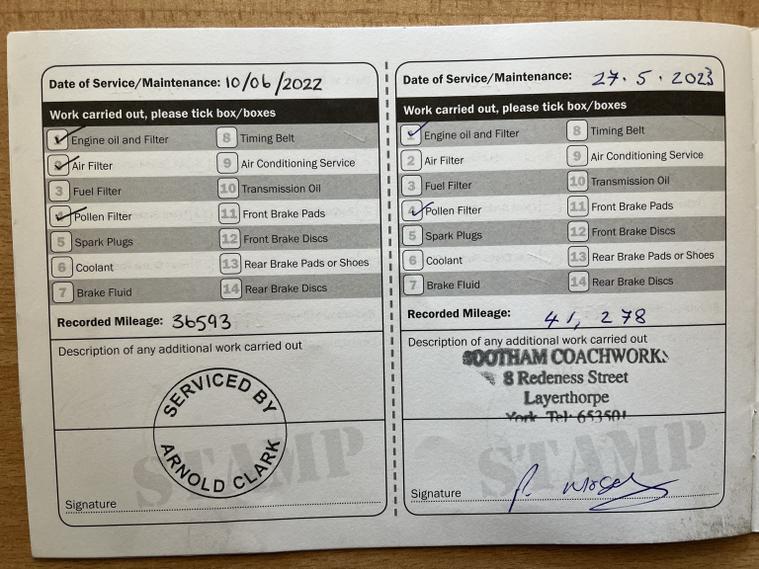 Date of Service/Maintenance: 10/06/2022
Work carried out, please tick box/boxes
1 Engine oil and Filter
8 Timing Belt
2 Air Filter
9 Air Conditioning Service
3 Fuel Filter
10 Transmission Oil
4 Pollen Filter
11 Front Brake Pads
5 Spark Plugs
12 Front Brake Discs
6 Coolant
13 Rear Brake Pads or Shoes
7 Brake Fluid
14 Rear Brake Discs
Recorded Mileage: 36593
Description of any additional work carried out
SERVICED BY
ARNOLD CLARK
STAMP
Signature
Date of Service/Maintenance: 27.5.2023
Work carried out, please tick box/boxes
1 Engine oil and Filter
8 Timing Belt
2 Air Filter
9 Air Conditioning Service
3 Fuel Filter
10 Transmission Oil
4 Pollen Filter
11 Front Brake Pads
5 Spark Plugs
12 Front Brake Discs
6 Coolant
13 Rear Brake Pads or Shoes
7 Brake Fluid
14 Rear Brake Discs
Recorded Mileage: 41,278
Description of any additional work carried out
BOOTHAM COACHWORKS
8 Redeness Street
Layerthorpe
York Tel: 653501
STAMP
Signature